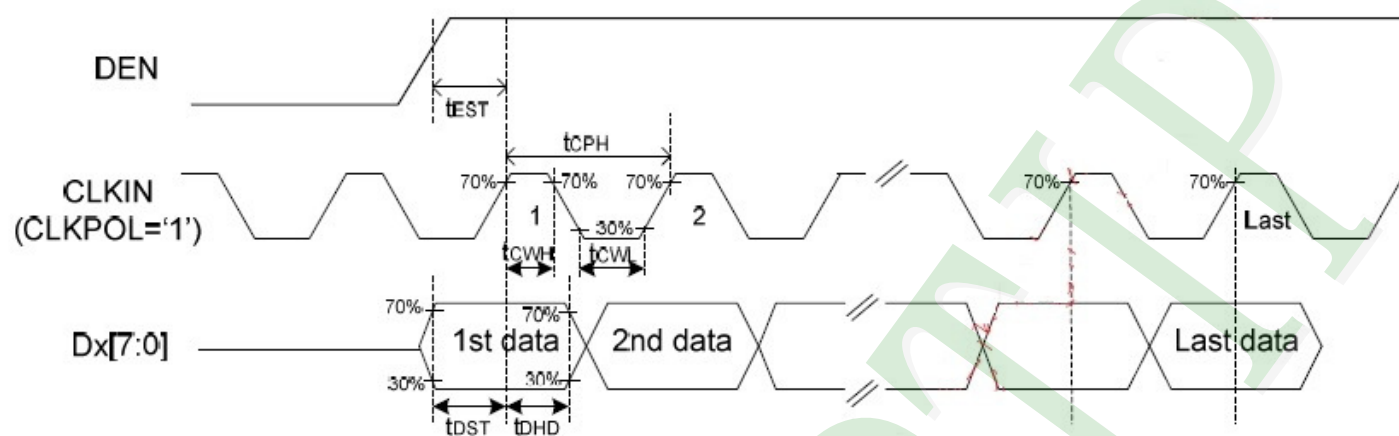 DEN
tEST
tCPH
CLKIN
(CLKPOL='1')
70%
70%
70%
70%
70%
1
2
Last
30%
tCWH
tCWL
Dx[7:0]
70%
70%
1st data
2nd data
Last data
30%
30%
tDST
tDHD